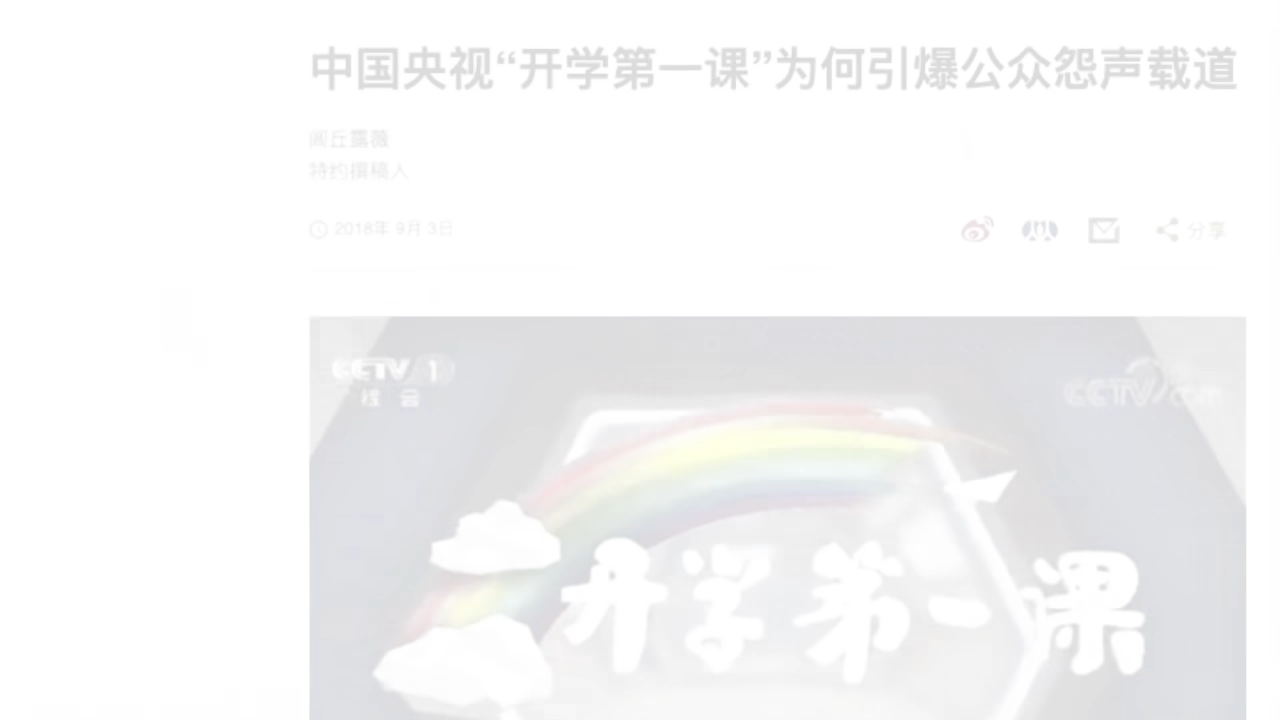 中国央视“开学第一课”为何引爆公众怨声载道
闾丘露薇
特约撰稿人
2018年 9月 3日
分享
CCTV 1
综合
CCTV.com
开学第一课